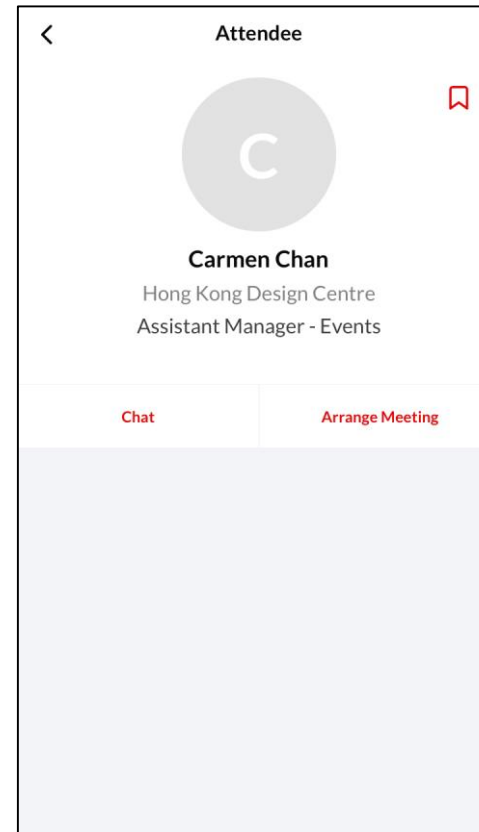 Attendee
C
Carmen Chan
Hong Kong Design Centre
Assistant Manager - Events
Chat
Arrange Meeting